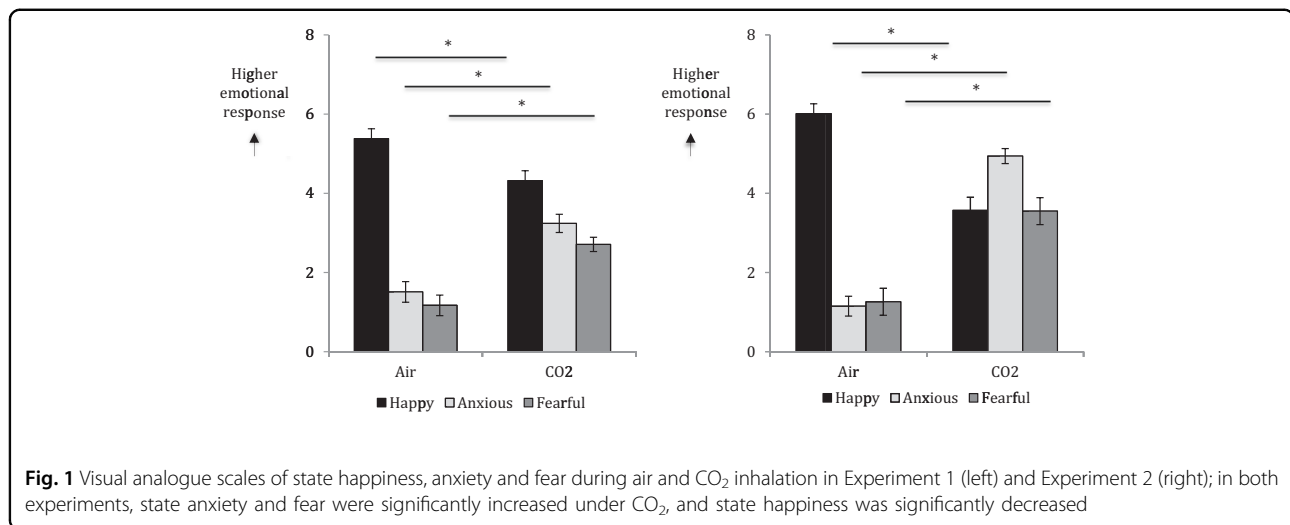 8
6
4
2
0
Higher
emotional
response
*
*
*
Air CO2
Happy Anxious Fearful
8
6
4
2
0
Higher
emotional
response
*
*
*
Air CO2
Happy Anxious Fearful
Fig. 1 Visual analogue scales of state happiness, anxiety and fear during air and CO₂ inhalation in Experiment 1 (left) and Experiment 2 (right); in both
experiments, state anxiety and fear were significantly increased under CO₂, and state happiness was significantly decreased